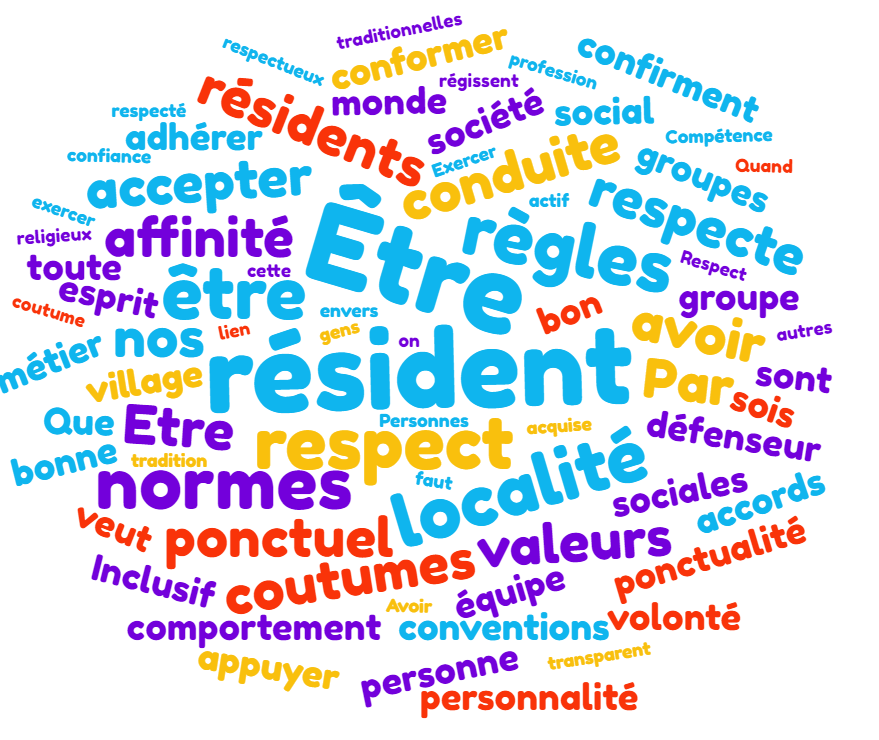 traditionnelles
respectueux
conformer
confirment
profession
régissent
résidents
monde
société
social
respecté
adhérer
Compétence
confiance
Exercer
conduite
groupes
Quand
accepter
exercer
actif
respecte
Être
règles
religieux
affinité
toute
cette
Respect
esprit
être
groupe
coutume
envers
bon
lien
gens
avoir
autres
nos
on
métier
résident
village
Par
sont
sois
Que
Etre
Personnes
acquise
défenseur
respect
bonne
tradition
faut
normes
localité
sociales
accords
veut
ponctuel
valeurs
ponctualité
Inclusif
coutumes
équipe
Avoir
volonté
comportement
conventions
appuyer
personne
transparent
personnalité